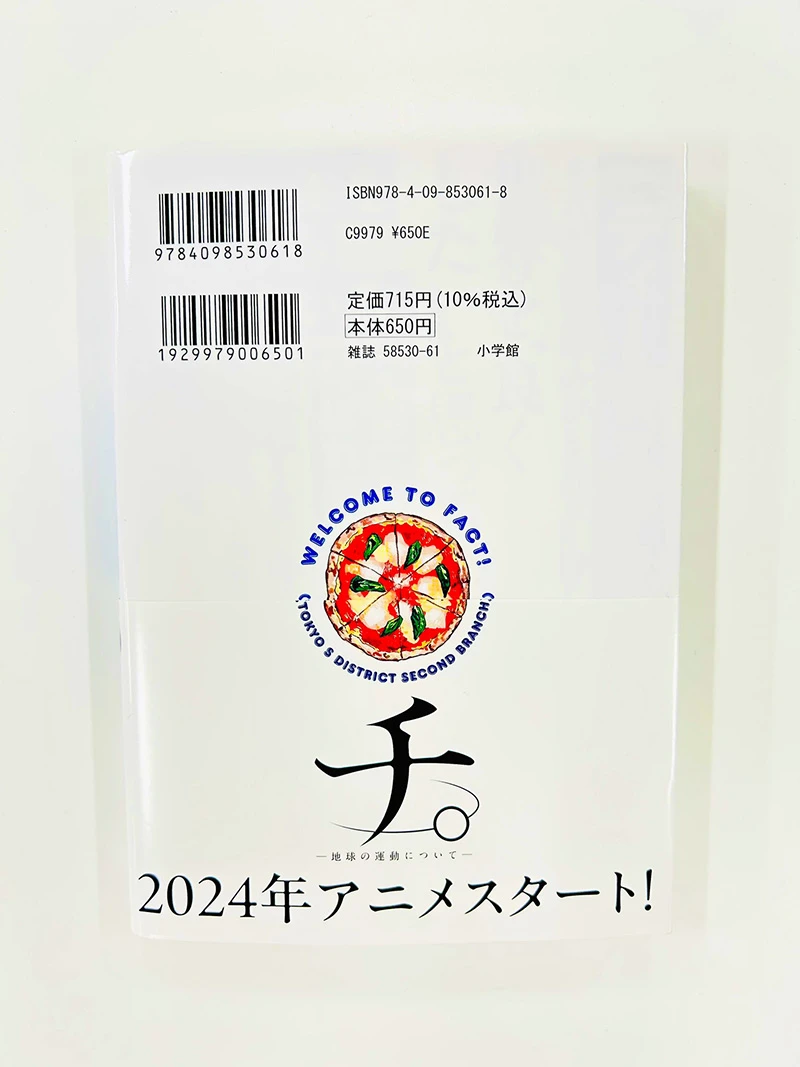 9784098530618
ISBN978-4-09-853061-8
C9979 ¥650E
1929979006501
定価715円(10%税込)
本体650円
雑誌 58530-61 小学館
WELCOME TO FACT!
(TOKYO S DISTRICT SECOND BRANCH)
チ。
―地球の運動について―
2024年アニメスタート!